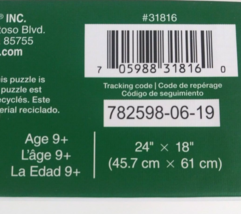 ® INC.
#31816
oso Blvd.
85755
.com
7 05988 31816 0
Tracking code / Code de repérage
Código de seguimiento
782598-06-19
is puzzle is
puzzle est
ecyclés. Este
erial reciclado.
Age 9+
L'âge 9+
La Edad 9+
24" × 18"
(45.7 cm × 61 cm)